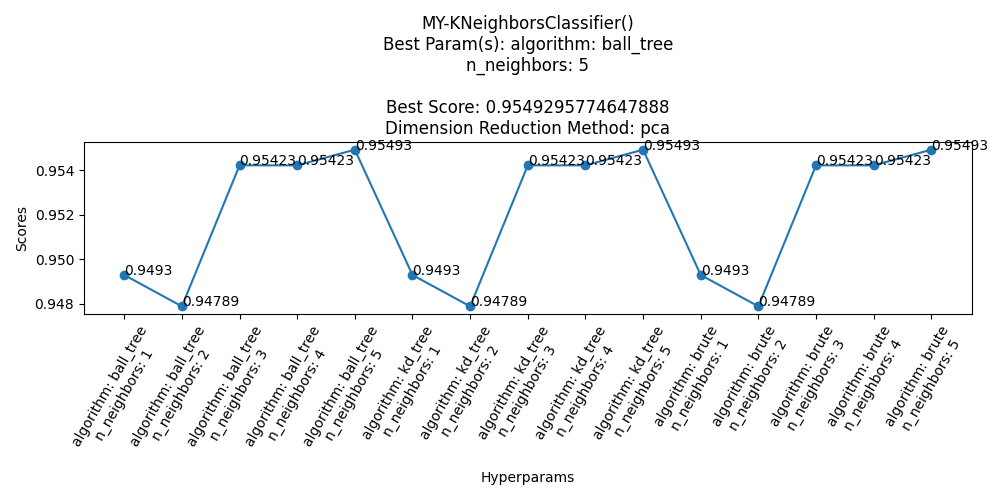 MY-KNeighborsClassifier()
Best Param(s): algorithm: ball_tree
n_neighbors: 5
Best Score: 0.9549295774647888
Dimension Reduction Method: pca
Scores
0.954
0.952
0.950
0.948
0.9493
0.94789
0.95423
0.95423
0.95493
0.9493
0.94789
0.95423
0.95423
0.95493
0.9493
0.94789
0.95423
0.95423
0.95493
algorithm: ball_tree
n_neighbors: 1
algorithm: ball_tree
n_neighbors: 2
algorithm: ball_tree
n_neighbors: 3
algorithm: ball_tree
n_neighbors: 4
algorithm: ball_tree
n_neighbors: 5
algorithm: kd_tree
n_neighbors: 1
algorithm: kd_tree
n_neighbors: 2
algorithm: kd_tree
n_neighbors: 3
algorithm: kd_tree
n_neighbors: 4
algorithm: kd_tree
n_neighbors: 5
algorithm: brute
n_neighbors: 1
algorithm: brute
n_neighbors: 2
algorithm: brute
n_neighbors: 3
algorithm: brute
n_neighbors: 4
algorithm: brute
n_neighbors: 5
Hyperparams